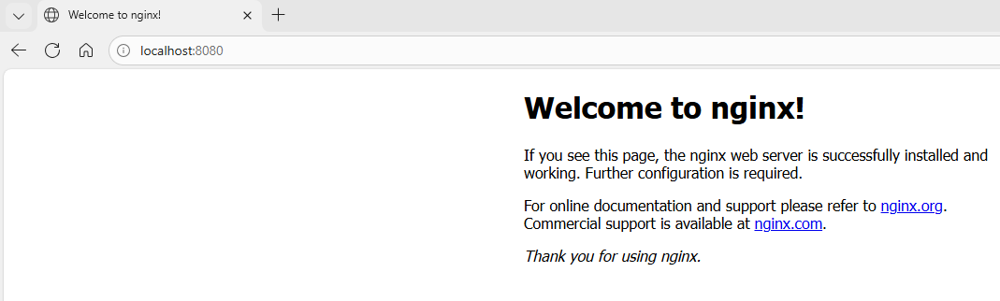 Welcome to nginx!
localhost:8080
Welcome to nginx!
If you see this page, the nginx web server is successfully installed and
working. Further configuration is required.
For online documentation and support please refer to nginx.org.
Commercial support is available at nginx.com.
Thank you for using nginx.